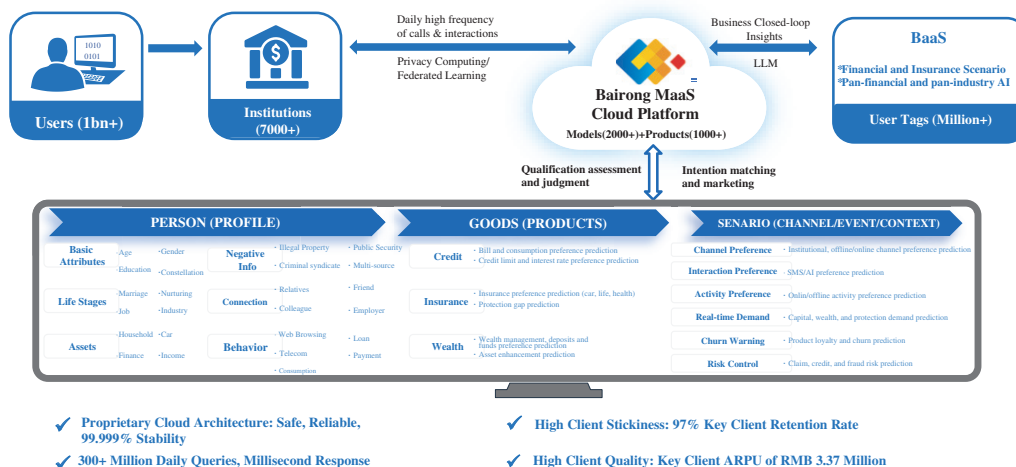 1010
0101
Users (1bn+)
Institutions
(7000+)
Daily high frequency
of calls & interactions
Privacy Computing/
Federated Learning
Bairong MaaS
Cloud Platform
Models(2000+)+Products(1000+)
Business Closed-loop
Insights
LLM
BaaS
*Financial and Insurance Scenario
*Pan-financial and pan-industry AI
User Tags (Million+)
Qualification assessment
and judgment
Intention matching
and marketing
PERSON (PROFILE)
Basic
Attributes
· Age
· Gender
· Education
· Constellation
Negative
Info
· Illegal Property
· Public Security
· Criminal syndicate
· Multi-source
Life Stages
· Marriage
· Nurturing
· Job
· Industry
Connection
· Relatives
· Friend
· Colleague
· Employer
Assets
· Household
· Car
· Finance
· Income
Behavior
· Web Browsing
· Loan
· Telecom
· Payment
· Consumption
GOODS (PRODUCTS)
Credit
· Bill and consumption preference prediction
· Credit limit and interest rate preference prediction
Insurance
· Insurance preference prediction (car, life, health)
· Protection gap prediction
Wealth
· Wealth management, deposits and
funds preference prediction
· Asset enhancement prediction
SENARIO (CHANNEL/EVENT/CONTEXT)
Channel Preference
· Institutional, offline/online channel preference prediction
Interaction Preference
· SMS/AI preference prediction
Activity Preference
· Onlin/offline activity preference prediction
Real-time Demand
· Capital, wealth, and protection demand prediction
Churn Warning
· Product loyalty and churn prediction
Risk Control
· Claim, credit, and fraud risk prediction
✓ Proprietary Cloud Architecture: Safe, Reliable,
99.999% Stability
✓ 300+ Million Daily Queries, Millisecond Response
✓ High Client Stickiness: 97% Key Client Retention Rate
✓ High Client Quality: Key Client ARPU of RMB 3.37 Million